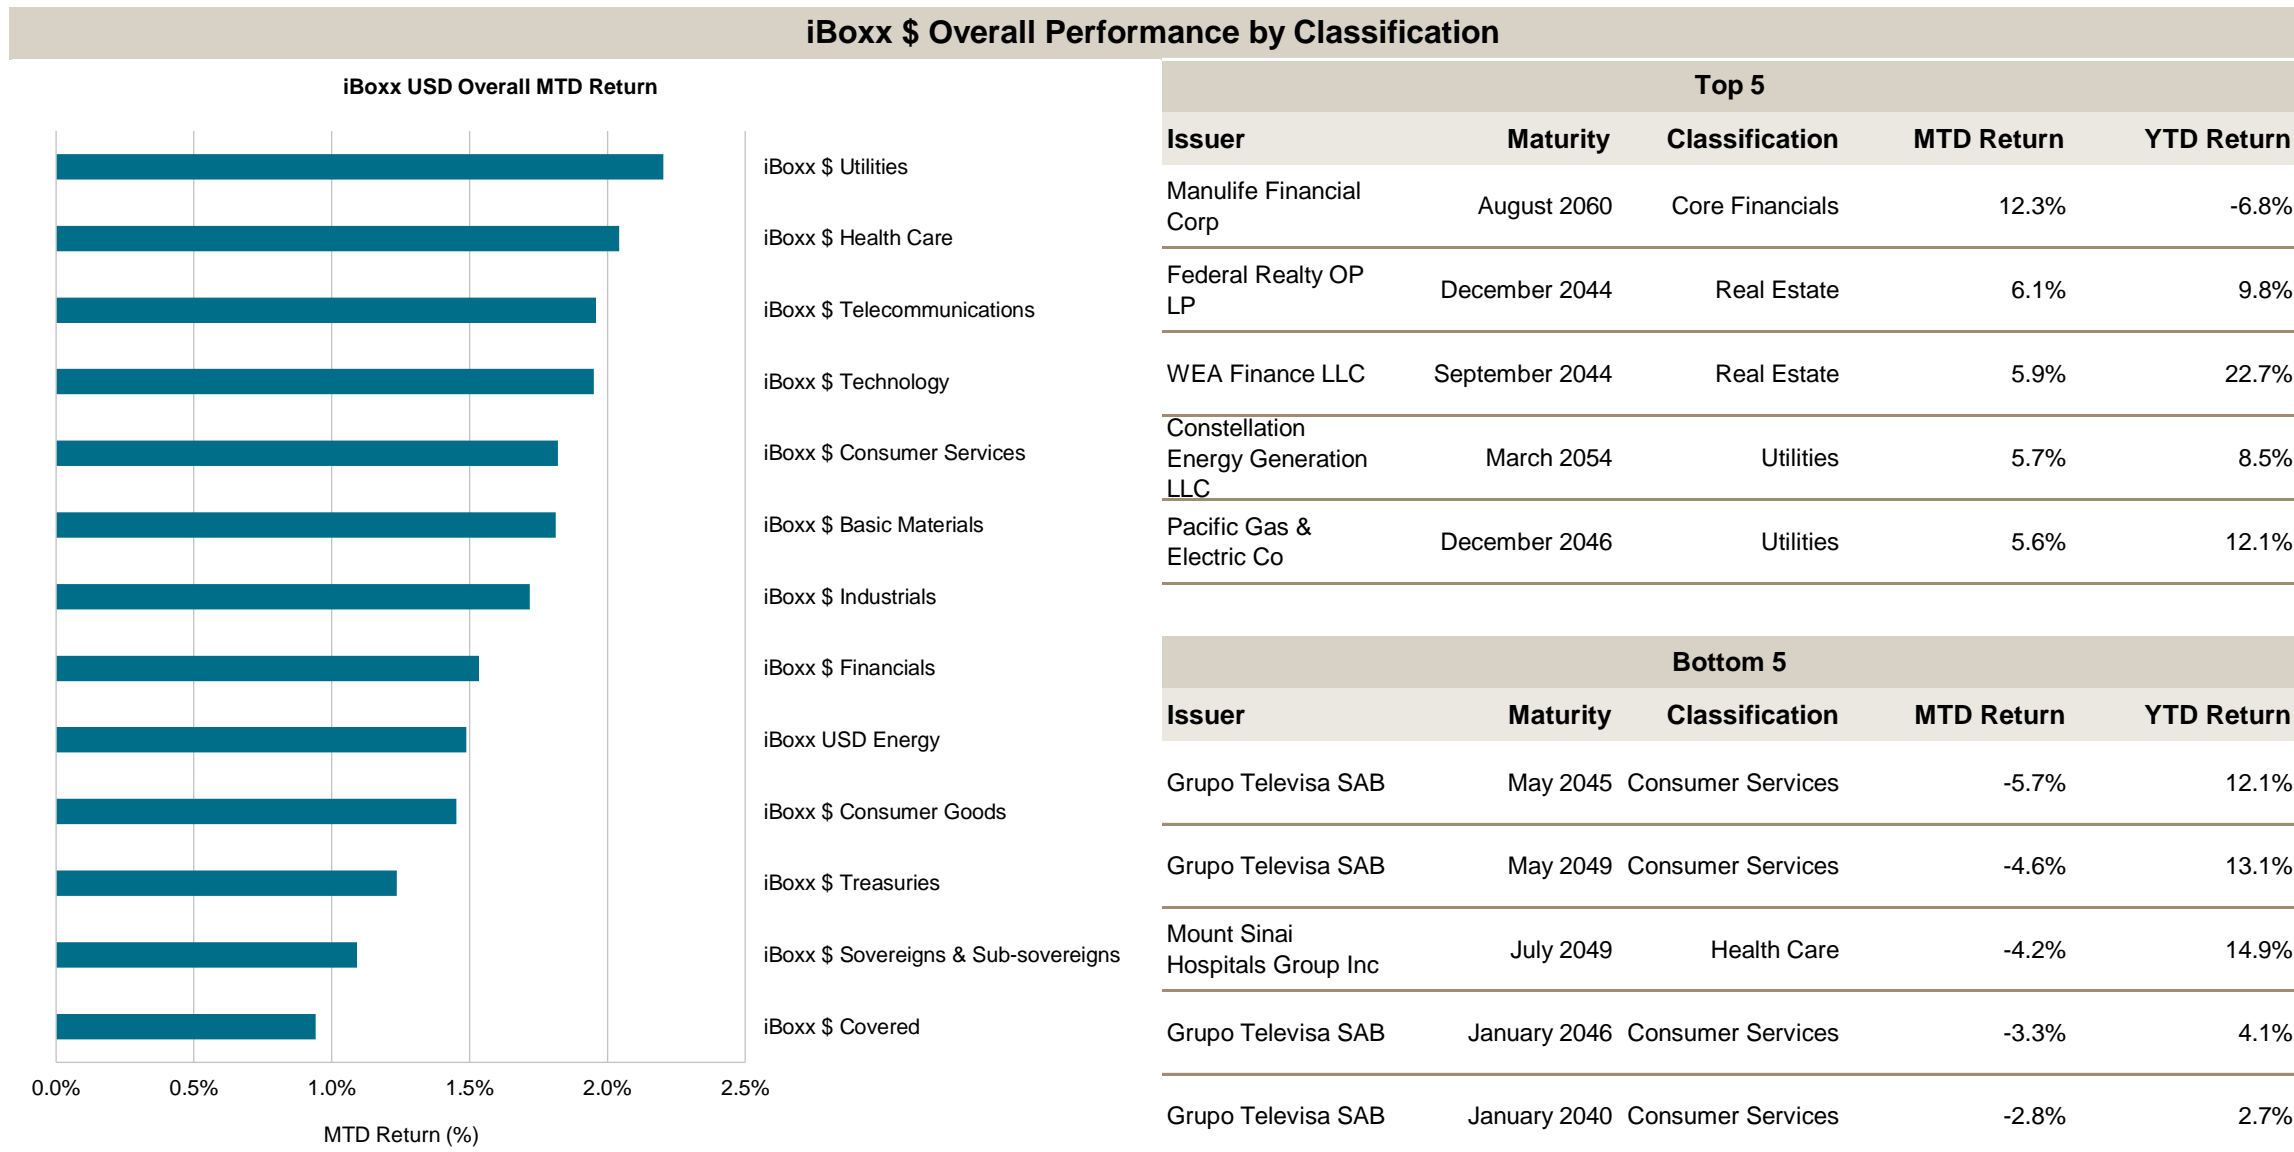 iBoxx $ Overall Performance by Classification
iBoxx USD Overall MTD Return
iBoxx $ Utilities
iBoxx $ Health Care
iBoxx $ Telecommunications
iBoxx $ Technology
iBoxx $ Consumer Services
iBoxx $ Basic Materials
iBoxx $ Industrials
iBoxx $ Financials
iBoxx USD Energy
iBoxx $ Consumer Goods
iBoxx $ Treasuries
iBoxx $ Sovereigns & Sub-sovereigns
iBoxx $ Covered
0.0% 0.5% 1.0% 1.5% 2.0% 2.5%
MTD Return (%)
Top 5
Issuer Maturity Classification MTD Return YTD Return
Manulife Financial
Corp August 2060 Core Financials 12.3% -6.8%
Federal Realty OP
LP December 2044 Real Estate 6.1% 9.8%
WEA Finance LLC September 2044 Real Estate 5.9% 22.7%
Constellation
Energy Generation March 2054 Utilities 5.7% 8.5%
LLC
Pacific Gas &
Electric Co December 2046 Utilities 5.6% 12.1%
Bottom 5
Issuer Maturity Classification MTD Return YTD Return
Grupo Televisa SAB May 2045 Consumer Services -5.7% 12.1%
Grupo Televisa SAB May 2049 Consumer Services -4.6% 13.1%
Mount Sinai
Hospitals Group Inc July 2049 Health Care -4.2% 14.9%
Grupo Televisa SAB January 2046 Consumer Services -3.3% 4.1%
Grupo Televisa SAB January 2040 Consumer Services -2.8% 2.7%